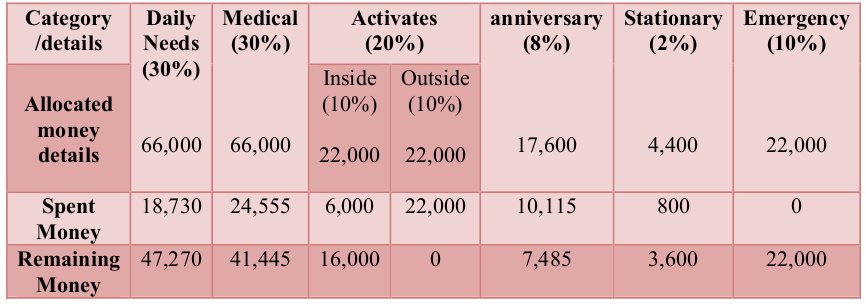 Category /details Daily Needs (30%) Medical (30%) Activates (20%) anniversary (8%) Stationary (2%) Emergency (10%)
Inside (10%) Outside (10%)
Allocated money details 66,000 66,000 22,000 22,000 17,600 4,400 22,000
Spent Money 18,730 24,555 6,000 22,000 10,115 800 0
Remaining Money 47,270 41,445 16,000 0 7,485 3,600 22,000